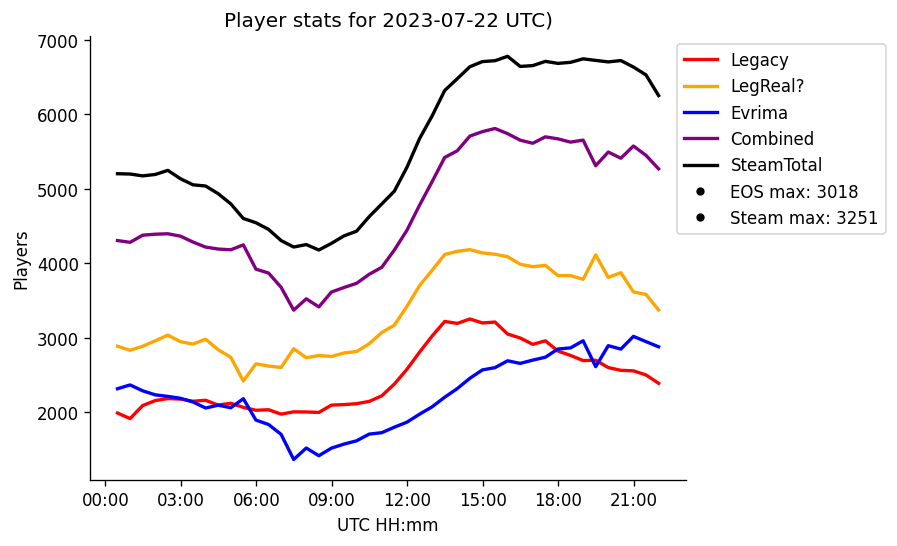 Player stats for 2023-07-22 UTC)
7000
6000
5000
4000
3000
2000
Players
00:00 03:00 06:00 09:00 12:00 15:00 18:00 21:00
UTC HH:mm
Legacy
LegReal?
Evrima
Combined
SteamTotal
EOS max: 3018
Steam max: 3251